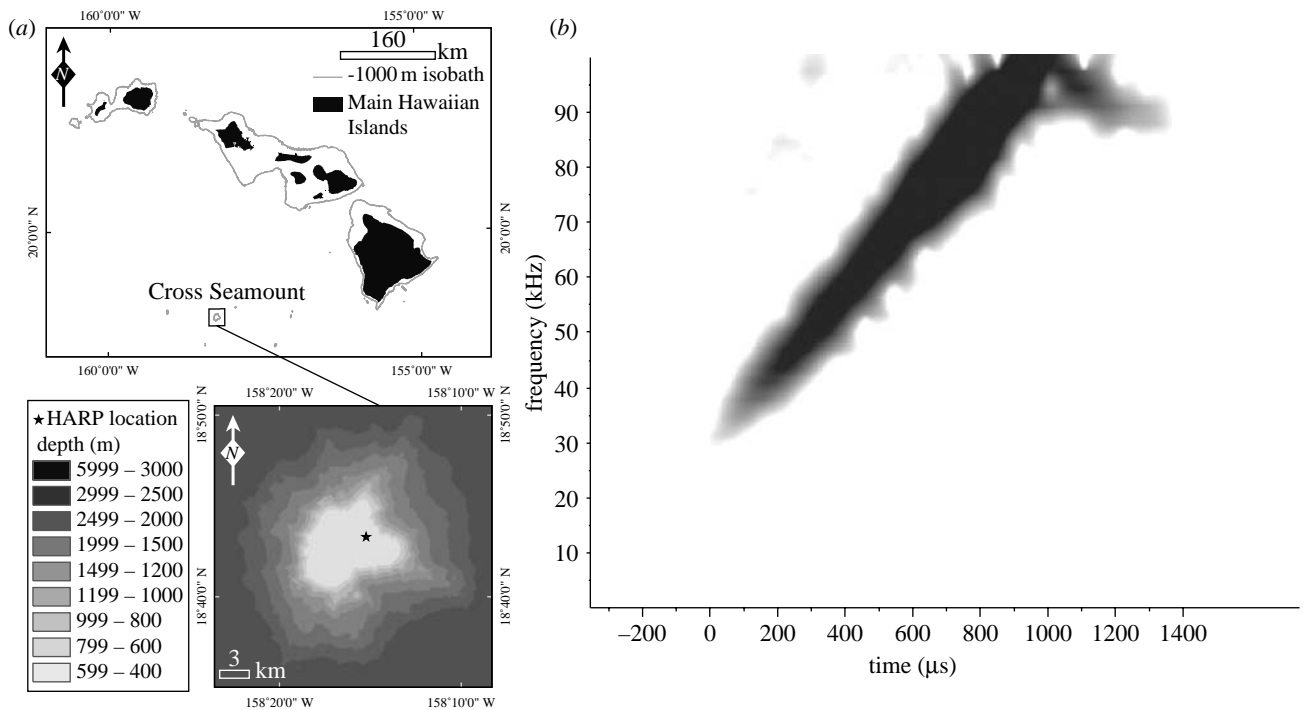 (a)
160°0'0" W
155°0'0" W
N
160
km
-1000 m isobath
Main Hawaiian
Islands
20°0'0" N
20°0'0" N
Cross Seamount
160°0'0" W
155°0'0" W
★HARP location
depth (m)
5999 – 3000
2999 – 2500
2499 – 2000
1999 – 1500
1499 – 1200
1199 – 1000
999 – 800
799 – 600
599 – 400
158°20'0" W
158°10'0" W
18°50'0" N
18°50'0" N
N
18°40'0" N
18°40'0" N
3
km
158°20'0" W
158°10'0" W
(b)
frequency (kHz)
90
80
70
60
50
40
30
20
10
–200
0
200
400
600
800
1000
1200
1400
time (μs)